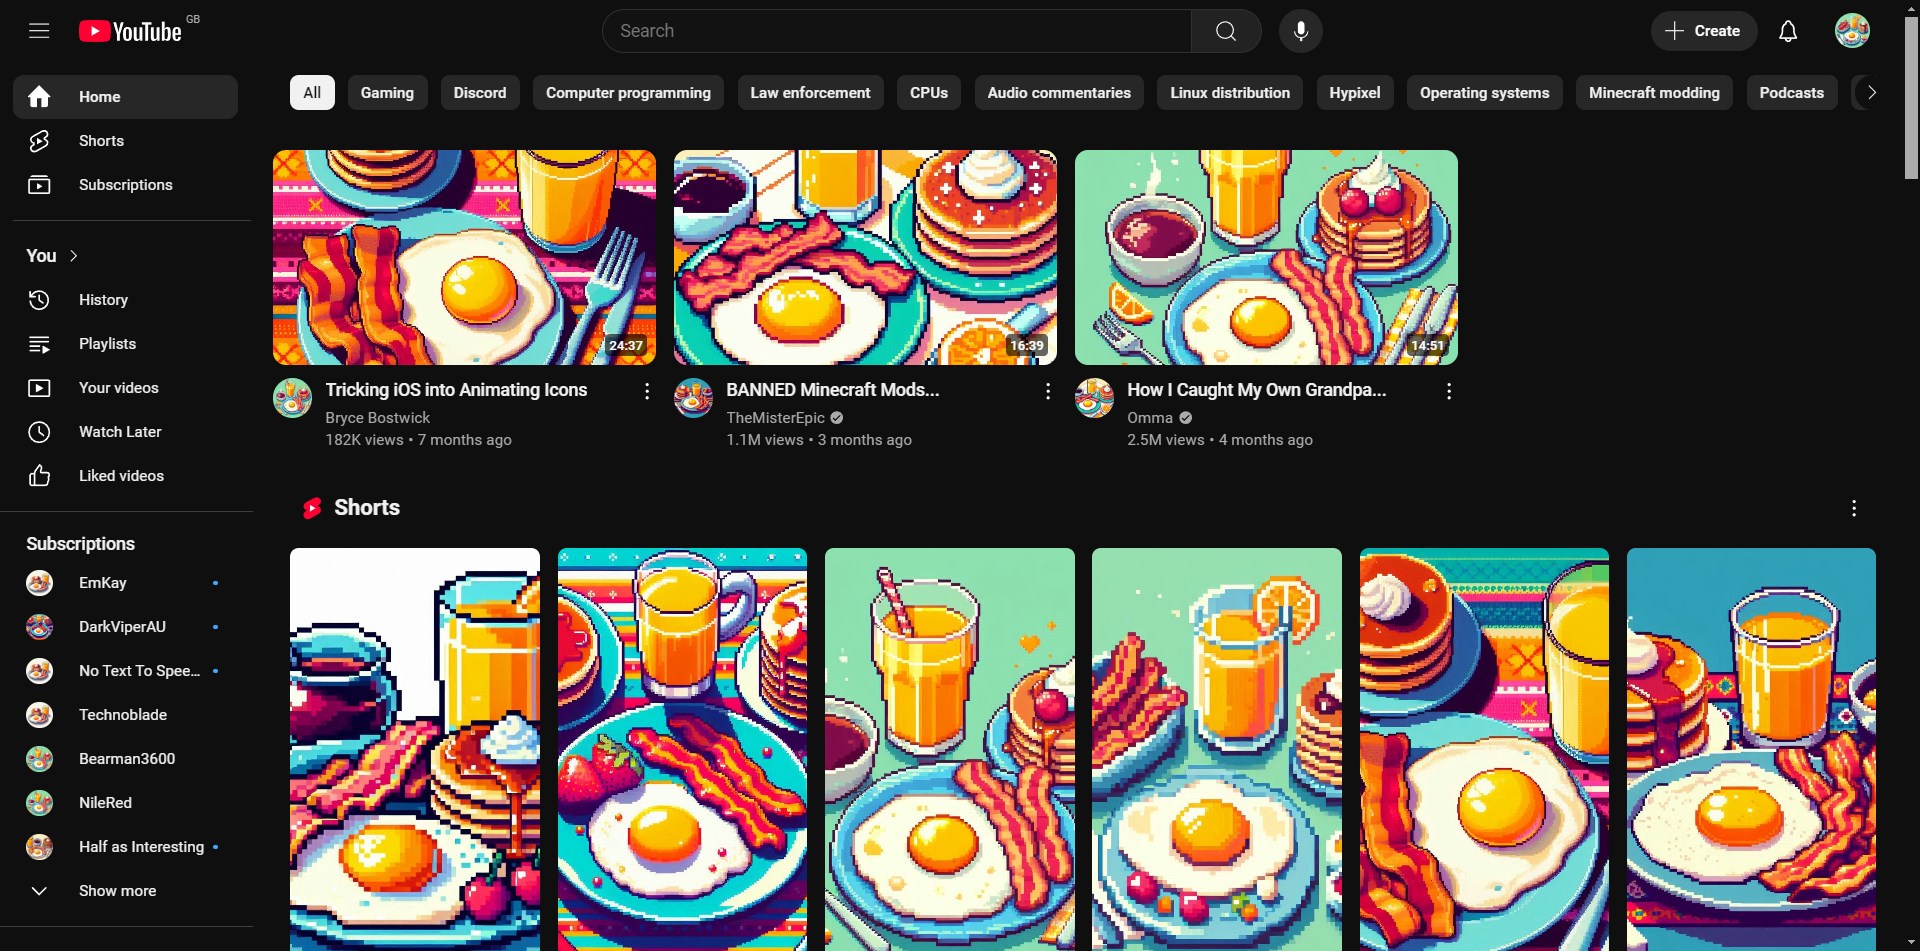 YouTube GB
Search
Create
Home
Shorts
Subscriptions
You
History
Playlists
Your videos
Watch Later
Liked videos
Subscriptions
EmKay
DarkViperAU
No Text To Spee...
Technoblade
Bearman3600
NileRed
Half as Interesting
Show more
All Gaming Discord Computer programming Law enforcement CPUs Audio commentaries Linux distribution Hypixel Operating systems Minecraft modding Podcasts
24:37
Tricking iOS into Animating Icons
Bryce Bostwick
182K views • 7 months ago
16:39
BANNED Minecraft Mods...
TheMisterEpic
1.1M views • 3 months ago
14:51
How I Caught My Own Grandpa...
Omma
2.5M views • 4 months ago
Shorts